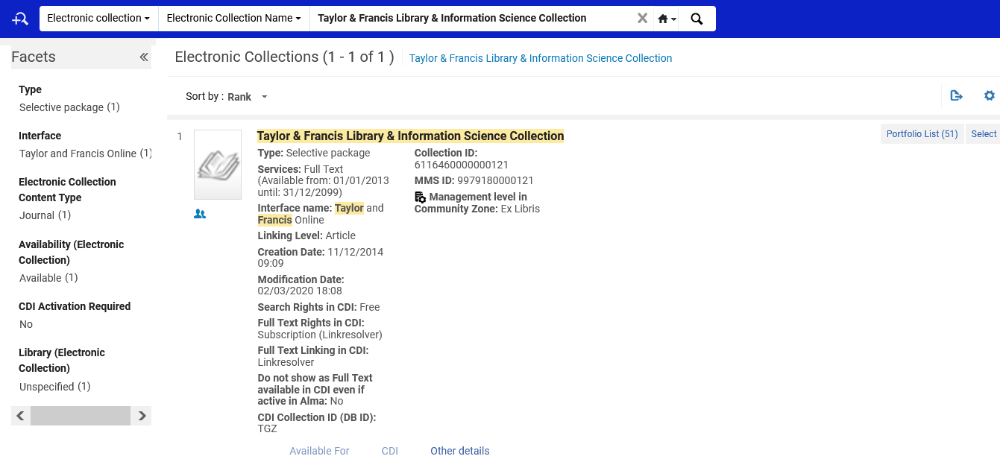 Electronic collection Electronic Collection Name Taylor & Francis Library & Information Science Collection
Facets
Type
Selective package (1)
Interface
Taylor and Francis Online (1)
Electronic Collection
Content Type
Journal (1)
Availability (Electronic
Collection)
Available (1)
CDI Activation Required
No
Library (Electronic
Collection)
Unspecified (1)
Electronic Collections (1 - 1 of 1 ) Taylor & Francis Library & Information Science Collection
Sort by : Rank
1
Taylor & Francis Library & Information Science Collection
Portfolio List (51) Select
Type: Selective package
Services: Full Text
(Available from: 01/01/2013
until: 31/12/2099)
Interface name: Taylor and
Francis Online
Linking Level: Article
Creation Date: 11/12/2014
09:09
Modification Date:
02/03/2020 18:08
Search Rights in CDI: Free
Full Text Rights in CDI:
Subscription (Linkresolver)
Full Text Linking in CDI:
Linkresolver
Do not show as Full Text
available in CDI even if
active in Alma: No
CDI Collection ID (DB ID):
TGZ
Collection ID:
6116460000000121
MMS ID: 9979180000121
Management level in
Community Zone: Ex Libris
Available For CDI Other details